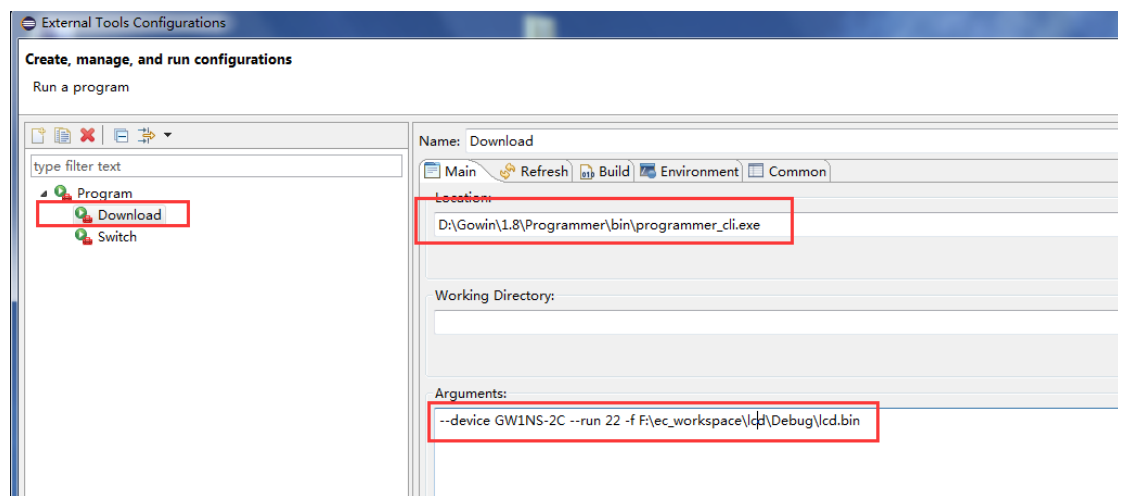 External Tools Configurations
Create, manage, and run configurations
Run a program
type filter text
Program
Download
Switch
Name: Download
Main Refresh Build Environment Common
Location:
D:\Gowin\1.8\Programmer\bin\programmer_cli.exe
Working Directory:
Arguments:
--device GW1NS-2C --run 22 -f F:\ec_workspace\lcd\Debug\lcd.bin